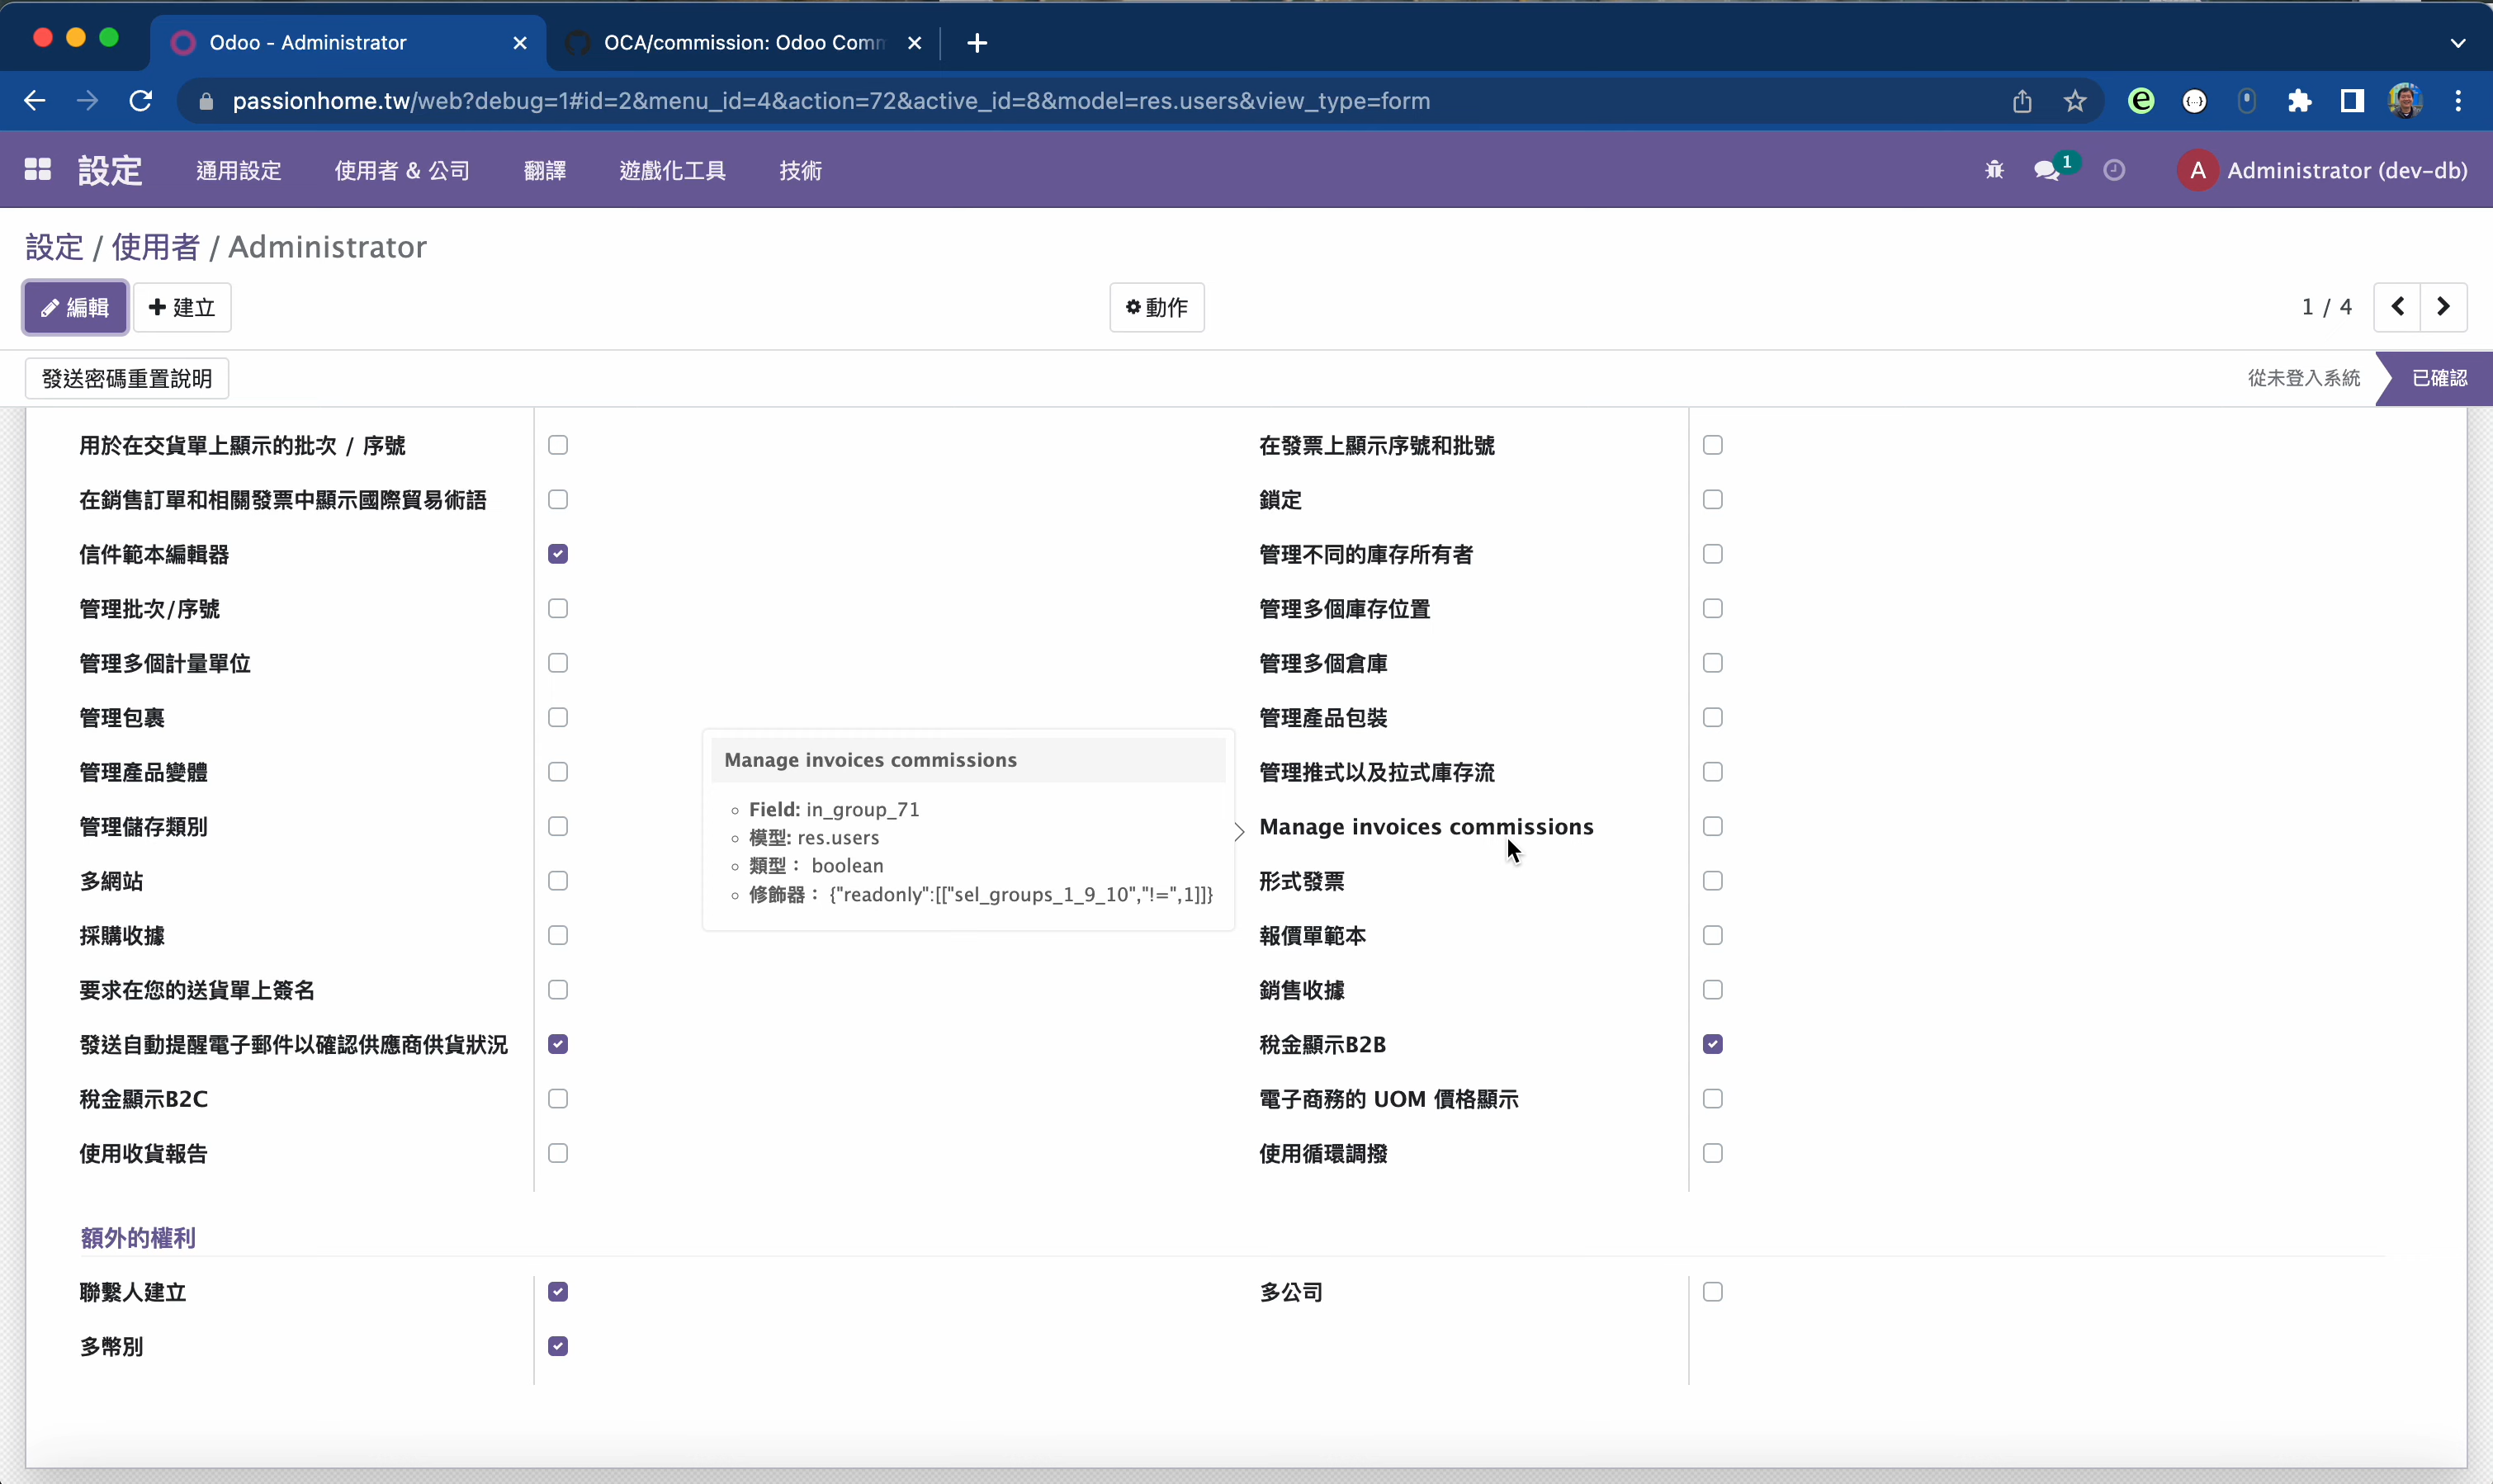 Odoo - Administrator
OCA/commission: Odoo Comm
passionhome.tw/web?debug=1#id=2&menu_id=4&action=72&active_id=8&model=res.users&view_type=form
設定 通用設定 使用者 & 公司 翻譯 遊戲化工具 技術 1 A Administrator (dev-db)
設定 / 使用者 / Administrator
編輯 建立 動作 1 / 4
發送密碼重置說明 從未登入系統 已確認
用於在交貨單上顯示的批次 / 序號 在發票上顯示序號和批號
在銷售訂單和相關發票中顯示國際貿易術語 鎖定
信件範本編輯器 管理不同的庫存所有者
管理批次/序號 管理多個庫存位置
管理多個計量單位 管理多個倉庫
管理包裹 管理產品包裝
管理產品變體 管理推式以及拉式庫存流
管理儲存類別 Manage invoices commissions
多網站 形式發票
採購收據 報價單範本
要求在您的送貨單上簽名 銷售收據
發送自動提醒電子郵件以確認供應商供貨狀況 稅金顯示B2B
稅金顯示B2C 電子商務的 UOM 價格顯示
使用收貨報告 使用循環調撥
Manage invoices commissions
Field: in_group_71
模型: res.users
類型： boolean
修飾器： {"readonly":[["sel_groups_1_9_10","!=",1]]}
額外的權利
聯繫人建立 多公司
多幣別